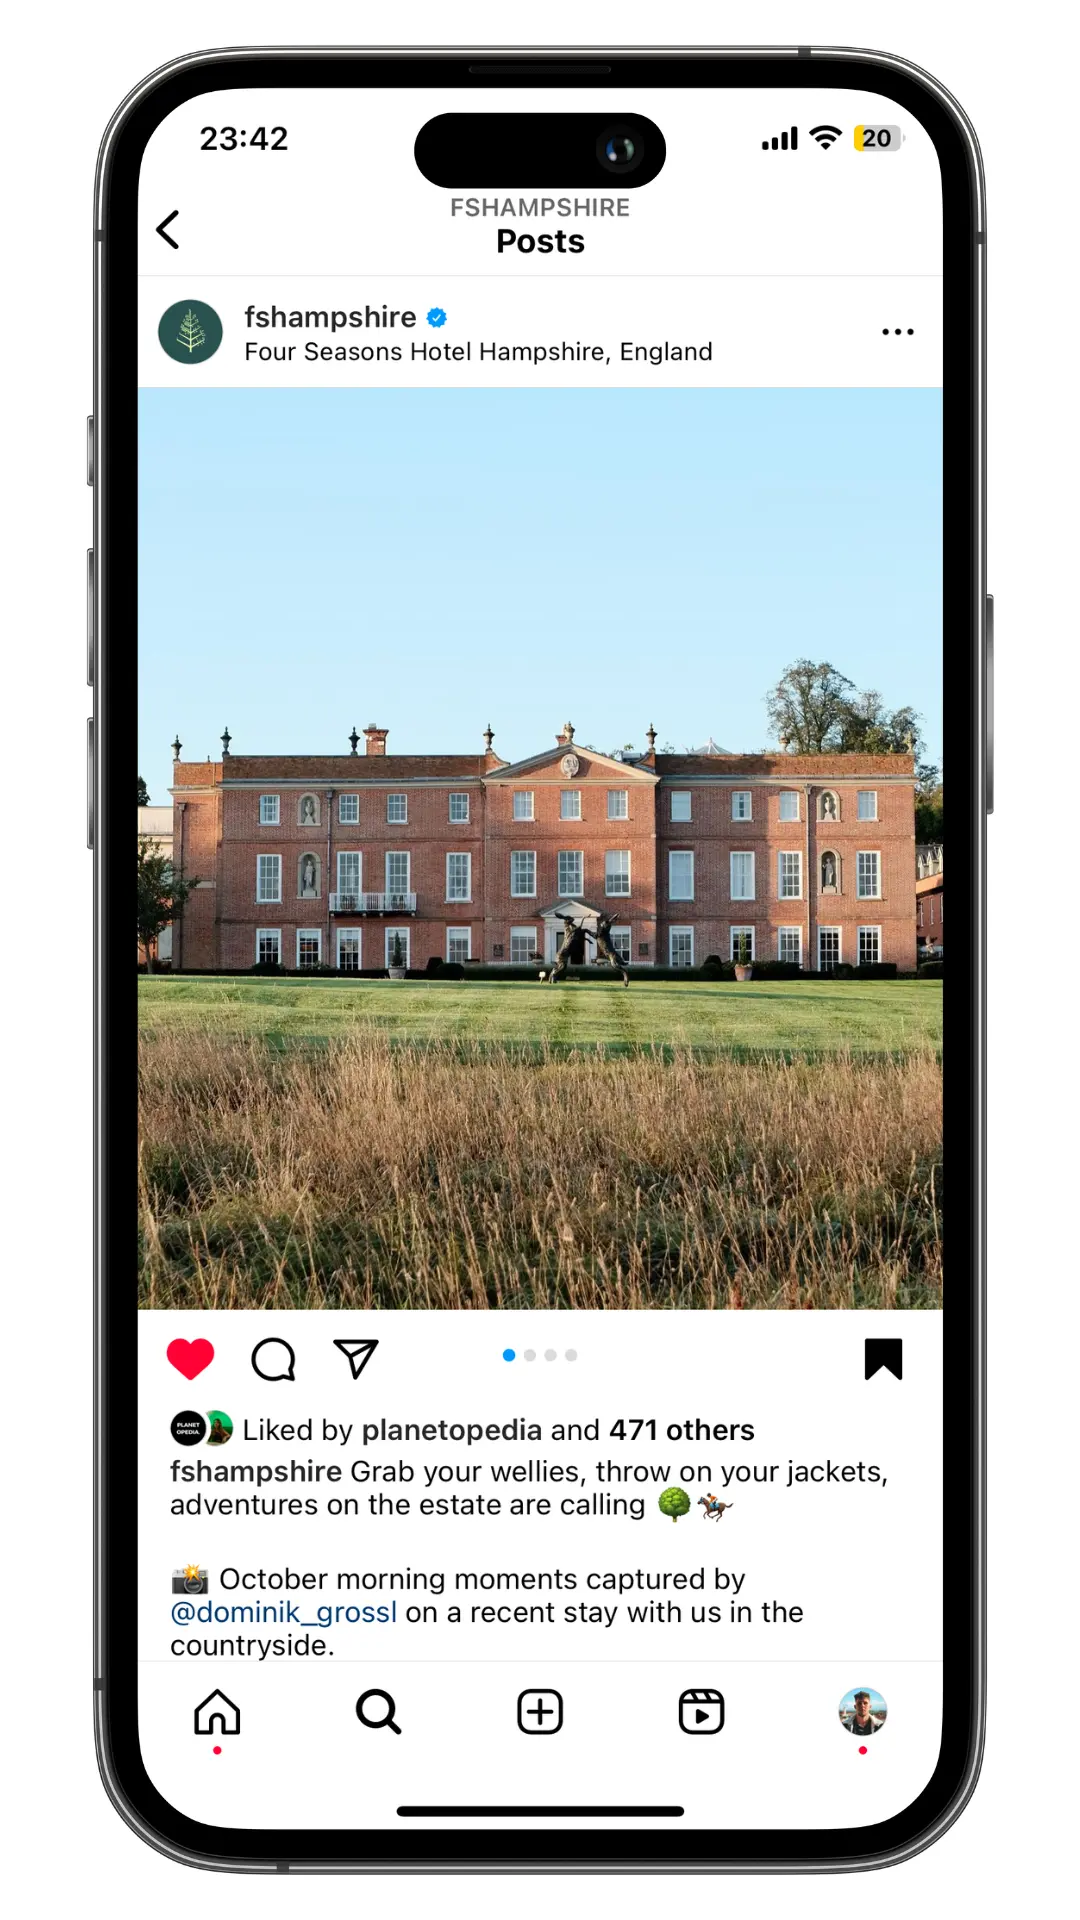 23:42
20
FSHAMPSHIRE
Posts
fshampshire
Four Seasons Hotel Hampshire, England
PLANET
OPEDIA.
Liked by planetopedia and 471 others
fshampshire Grab your wellies, throw on your jackets,
adventures on the estate are calling 🌳🏇
📸 October morning moments captured by
@dominik_grossl on a recent stay with us in the
countryside.